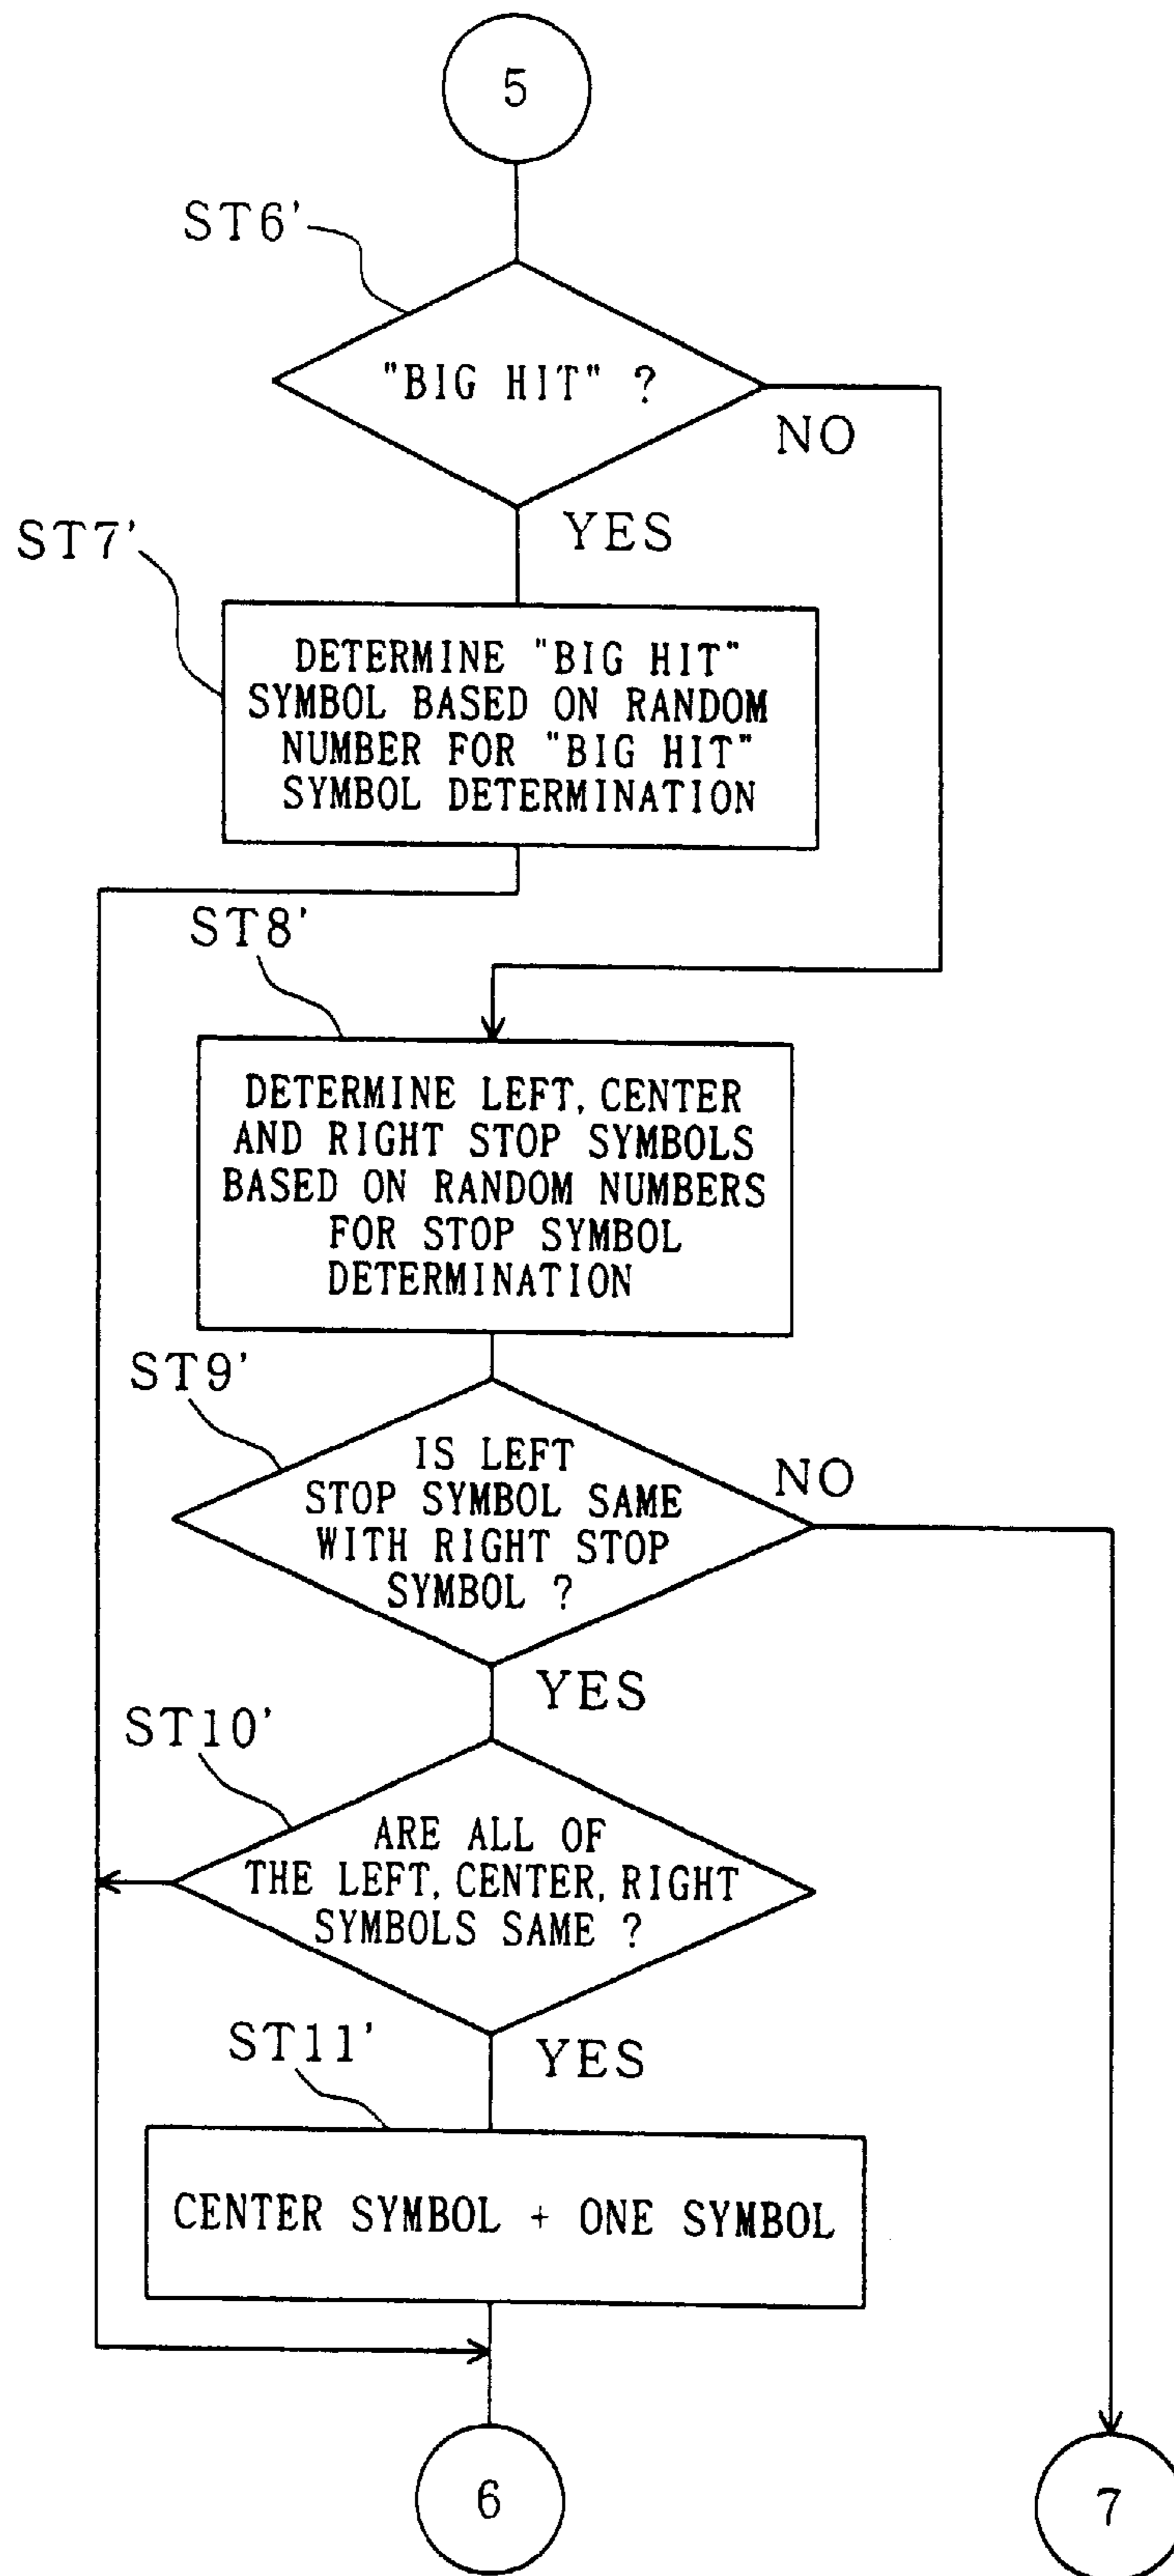 5
ST6'
"BIG HIT" ?
NO
YES
ST7'
DETERMINE "BIG HIT"
SYMBOL BASED ON RANDOM
NUMBER FOR "BIG HIT"
SYMBOL DETERMINATION
ST8'
DETERMINE LEFT, CENTER
AND RIGHT STOP SYMBOLS
BASED ON RANDOM NUMBERS
FOR STOP SYMBOL
DETERMINATION
ST9'
IS LEFT
STOP SYMBOL SAME
WITH RIGHT STOP
SYMBOL ?
NO
YES
ST10'
ARE ALL OF
THE LEFT, CENTER, RIGHT
SYMBOLS SAME ?
YES
ST11'
CENTER SYMBOL + ONE SYMBOL
6
7